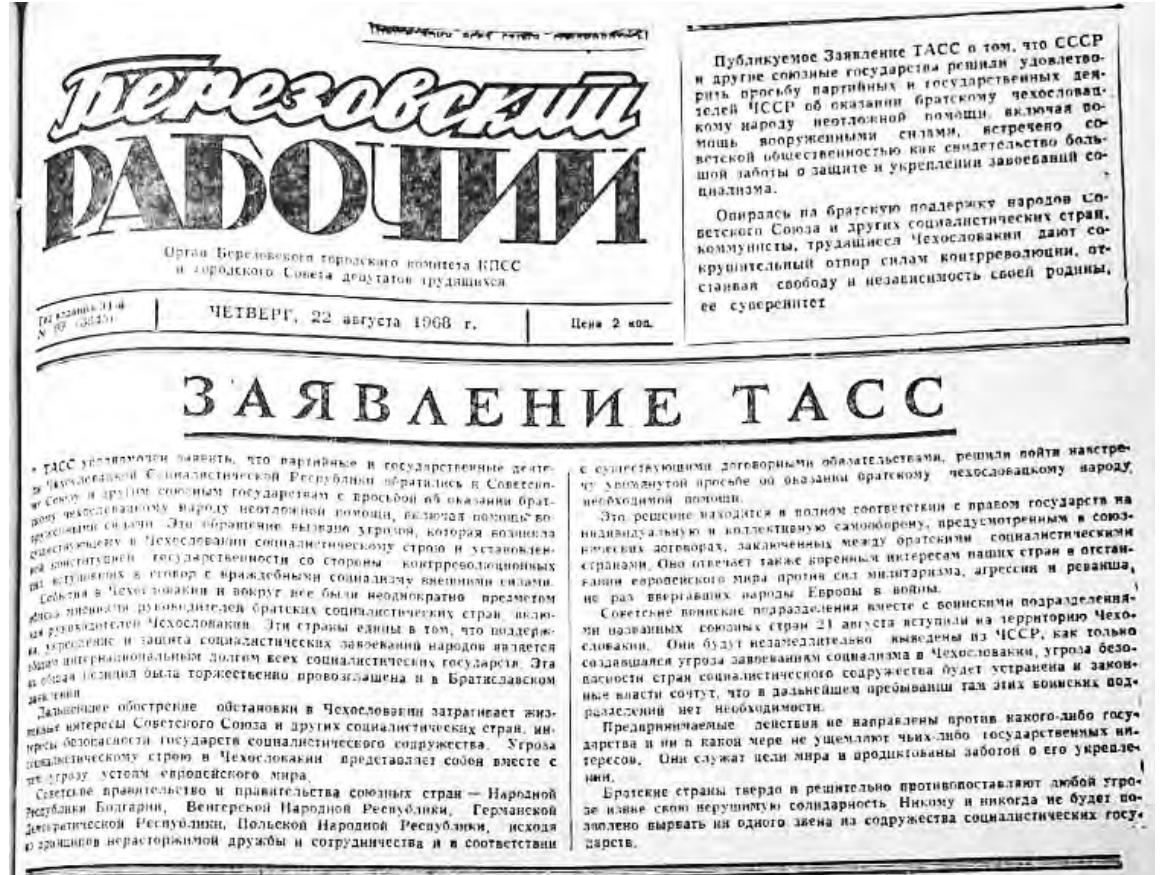 Березовский
РАБОЧИЙ
Орган Березовского городского комитета КПСС
и городского Совета депутатов трудящихся
Год издания 31-й
ЧЕТВЕРГ, 22 августа 1968 г.
Цена 2 коп.
Публикуемое Заявление ТАСС о том, что СССР
и другие союзные государства решили удовлетво-
рить просьбу партийных и государственных дея-
телей ЧССР об оказании братскому чехословац-
кому народу неотложной помощи, включая по-
мощь вооруженными силами, встречено со-
ветской общественностью как свидетельство боль-
шой заботы о защите и укреплении завоеваний со-
циализма.
Опираясь на братскую поддержку народов Со-
ветского Союза и других социалистических стран,
коммунисты, трудящиеся Чехословакии дают со-
крушительный отпор силам контрреволюции, от-
стаивая свободу и независимость своей родины,
ее суверенитет
ЗАЯВЛЕНИЕ ТАСС
ТАСС уполномочен заявить, что партийные и государственные деяте-
ли Чехословацкой Социалистической Республики обратились к Советско-
му Союзу и другим союзным государствам с просьбой об оказании брат-
скому чехословацкому народу неотложной помощи, включая помощь во-
оруженными силами. Это обращение вызвано угрозой, которая возникла
существующему в Чехословакии социалистическому строю и установлен-
ной конституцией государственности со стороны контрреволюционных
сил, вступивших в сговор с враждебными социализму внешними силами.
События в Чехословакии и вокруг нее были неоднократно предметом
мнениями руководителей братских социалистических стран, вклю-
чая руководителей Чехословакии. Эти страны едины в том, что поддерж-
ка, укрепление и защита социалистических завоеваний народов является
общим интернациональным долгом всех социалистических государств. Эта
их общая позиция была торжественно провозглашена и в Братиславском
заявлении
Дальнейшее обострение обстановки в Чехословакии затрагивает жиз-
ненные интересы Советского Союза и других социалистических стран, ин-
тересы безопасности государств социалистического содружества. Угроза
социалистическому строю в Чехословакии представляет собой вместе с
тем угрозу устоям европейского мира.
Советское правительство и правительства союзных стран — Народной
Республики Болгарии, Венгерской Народной Республики, Германской
Демократической Республики, Польской Народной Республики, исходя
из принципов нерасторжимой дружбы и сотрудничества и в соответствии
с существующими договорными обязательствами, решили пойти навстре-
чу упомянутой просьбе об оказании братскому чехословацкому народу
необходимой помощи.
Это решение находится в полном соответствии с правом государств на
индивидуальную и коллективную самооборону, предусмотренным в союз-
нических договорах, заключенных между братскими социалистическими
странами. Оно отвечает также коренным интересам наших стран в отстаи-
вании европейского мира против сил милитаризма, агрессии и реванша,
не раз ввергавших народы Европы в войны.
Советские воинские подразделения вместе с воинскими подразделения-
ми названных союзных стран 21 августа вступили на территорию Чехо-
словакии. Они будут незамедлительно выведены из ЧССР, как только
создавшаяся угроза завоеваниям социализма в Чехословакии, угроза безо-
пасности стран социалистического содружества будет устранена и закон-
ные власти сочтут, что в дальнейшем пребывании там этих воинских под-
разделений нет необходимости.
Предпринимаемые действия не направлены против какого-либо госу-
дарства и ни в какой мере не ущемляют чьих-либо государственных ин-
тересов. Они служат цели мира и продиктованы заботой о его укрепле-
нии.
Братские страны твердо и решительно противопоставляют любой угро-
зе извне свою нерушимую солидарность Никому и никогда не будет по-
зволено вырвать ни одного звена из содружества социалистических госу-
дарств.